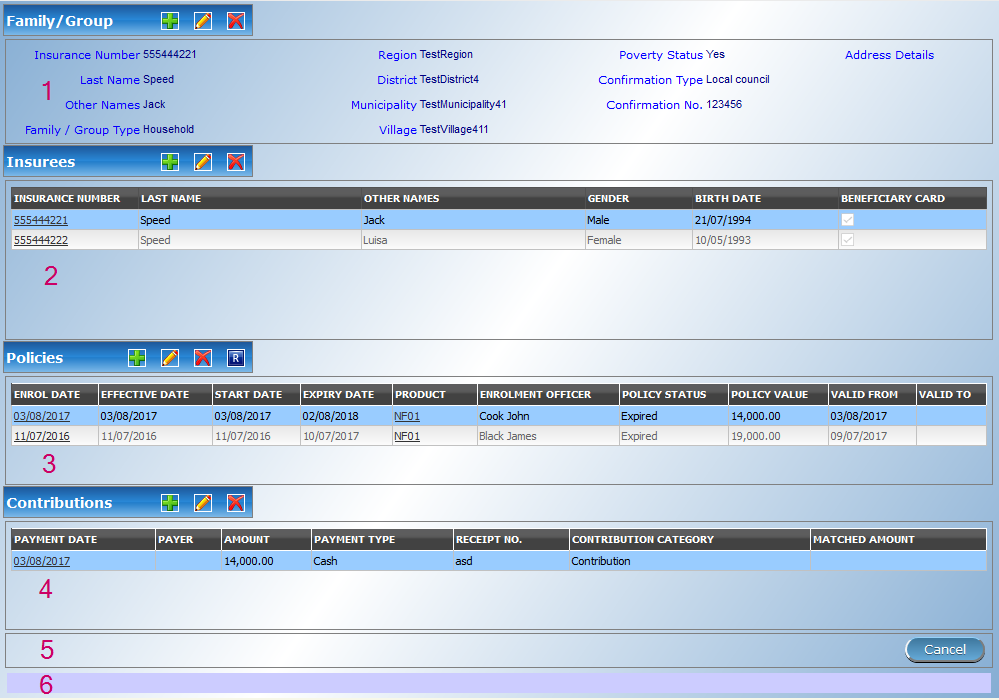 Family/Group
Insurance Number 555444221 Region TestRegion Poverty Status Yes Address Details
Last Name Speed District TestDistrict4 Confirmation Type Local council
1
Other Names Jack Municipality TestMunicipality41 Confirmation No. 123456
Family / Group Type Household Village TestVillage411
Insurees
INSURANCE NUMBER LAST NAME OTHER NAMES GENDER BIRTH DATE BENEFICIARY CARD
555444221 Speed Jack Male 21/07/1994
555444222 Speed Luisa Female 10/05/1993
2
Policies R
ENROL DATE EFFECTIVE DATE START DATE EXPIRY DATE PRODUCT ENROLMENT OFFICER POLICY STATUS POLICY VALUE VALID FROM VALID TO
03/08/2017 03/08/2017 03/08/2017 02/08/2018 NF01 Cook John Expired 14,000.00 03/08/2017
11/07/2016 11/07/2016 11/07/2016 10/07/2017 NF01 Black James Expired 19,000.00 09/07/2017
3
Contributions
PAYMENT DATE PAYER AMOUNT PAYMENT TYPE RECEIPT NO. CONTRIBUTION CATEGORY MATCHED AMOUNT
03/08/2017 14,000.00 Cash asd Contribution
4
5 Cancel
6